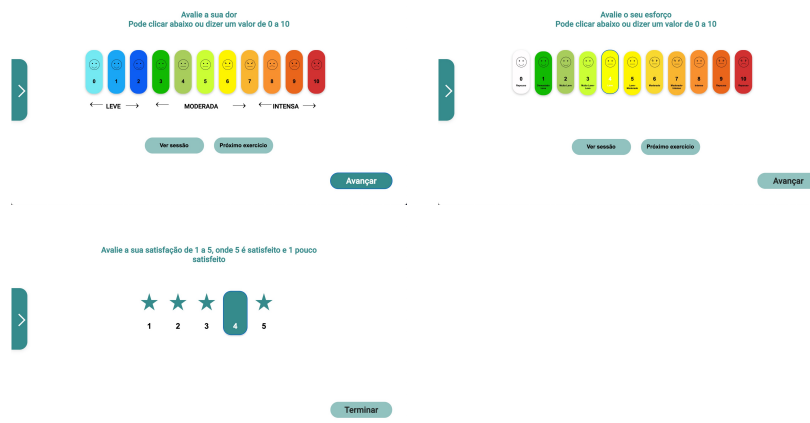 Avalie a sua dor
Pode clicar abaixo ou dizer um valor de 0 a 10
0 1 2 3 4 5 6 7 8 9 10
LEVE MODERADA INTENSA
Ver sessão Próximo exercício
Avançar
Avalie o seu esforço
Pode clicar abaixo ou dizer um valor de 0 a 10
0 1 2 3 4 5 6 7 8 9 10
Ver sessão Próximo exercício
Avançar
Avalie a sua satisfação de 1 a 5, onde 5 é satisfeito e 1 pouco
satisfeito
1 2 3 4 5
Terminar